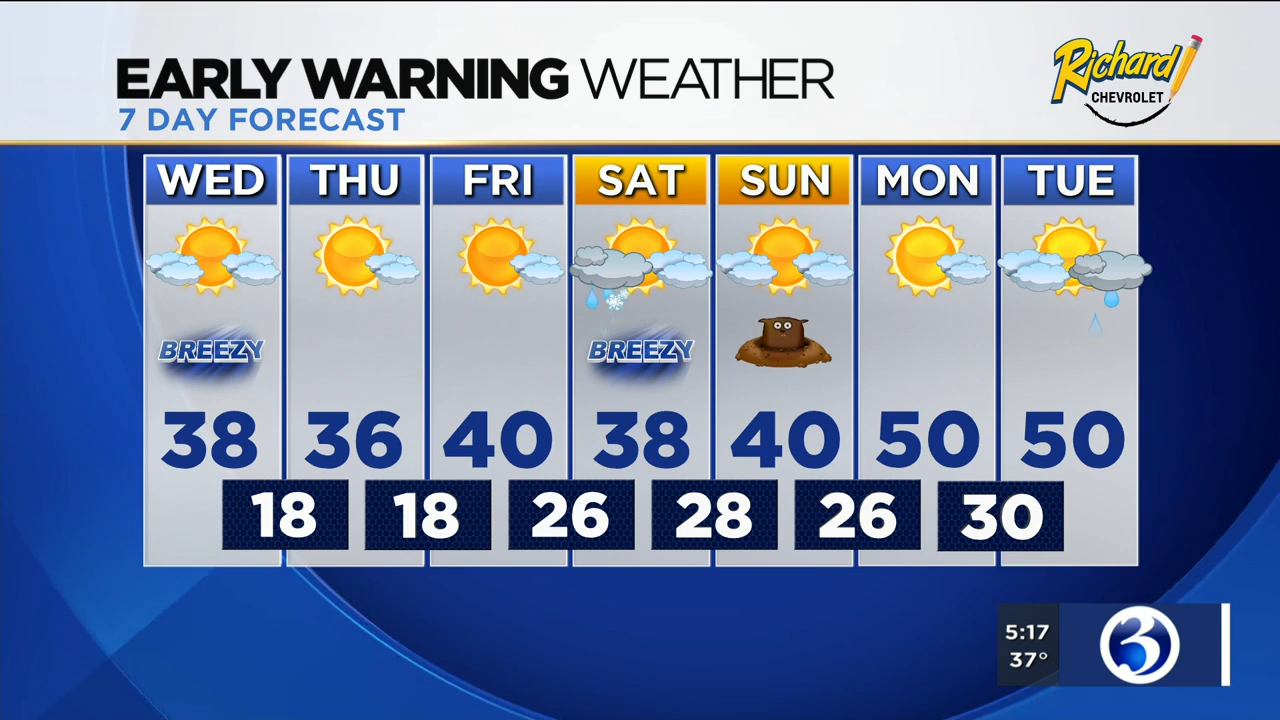 EARLY WARNING WEATHER
7 DAY FORECAST
Richard
CHEVROLET
WED THU FRI SAT SUN MON TUE
BREEZY BREEZY
38 36 40 38 40 50 50
18 18 26 28 26 30
5:17
37°
3